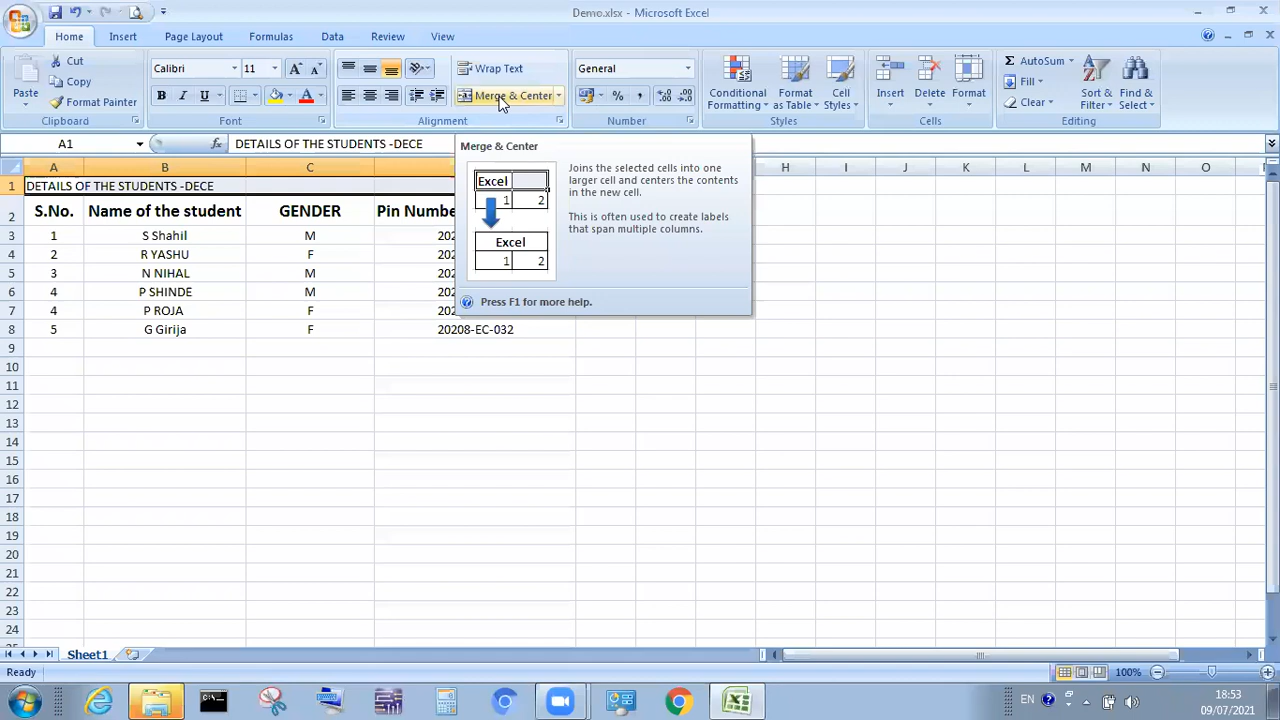 Demo.xlsx - Microsoft Excel
Home Insert Page Layout Formulas Data Review View
Paste
Cut
Copy
Format Painter
Clipboard
Calibri 11 A A
B I U A
Font
Wrap Text
Merge & Center
Alignment
General
% ,
Number
Conditional Formatting
Format as Table
Cell Styles
Styles
Insert
Delete
Format
Cells
Σ AutoSum
Fill
Clear
Sort & Filter
Find & Select
Editing
A1 fx DETAILS OF THE STUDENTS -DECE
A B C H I J K L M N O
1 DETAILS OF THE STUDENTS -DECE
2 S.No. Name of the student GENDER Pin Numbe
3 1 S Shahil M 202
4 2 R YASHU F 202
5 3 N NIHAL M 202
6 4 P SHINDE M 202
7 4 P ROJA F 202
8 5 G Girija F 20208-EC-032
9
10
11
12
13
14
15
16
17
18
19
20
21
22
23
24
Merge & Center
Excel
1 2
Excel
1 2
Joins the selected cells into one
larger cell and centers the contents
in the new cell.
This is often used to create labels
that span multiple columns.
Press F1 for more help.
Sheet1
Ready 100%
EN 18:53
09/07/2021